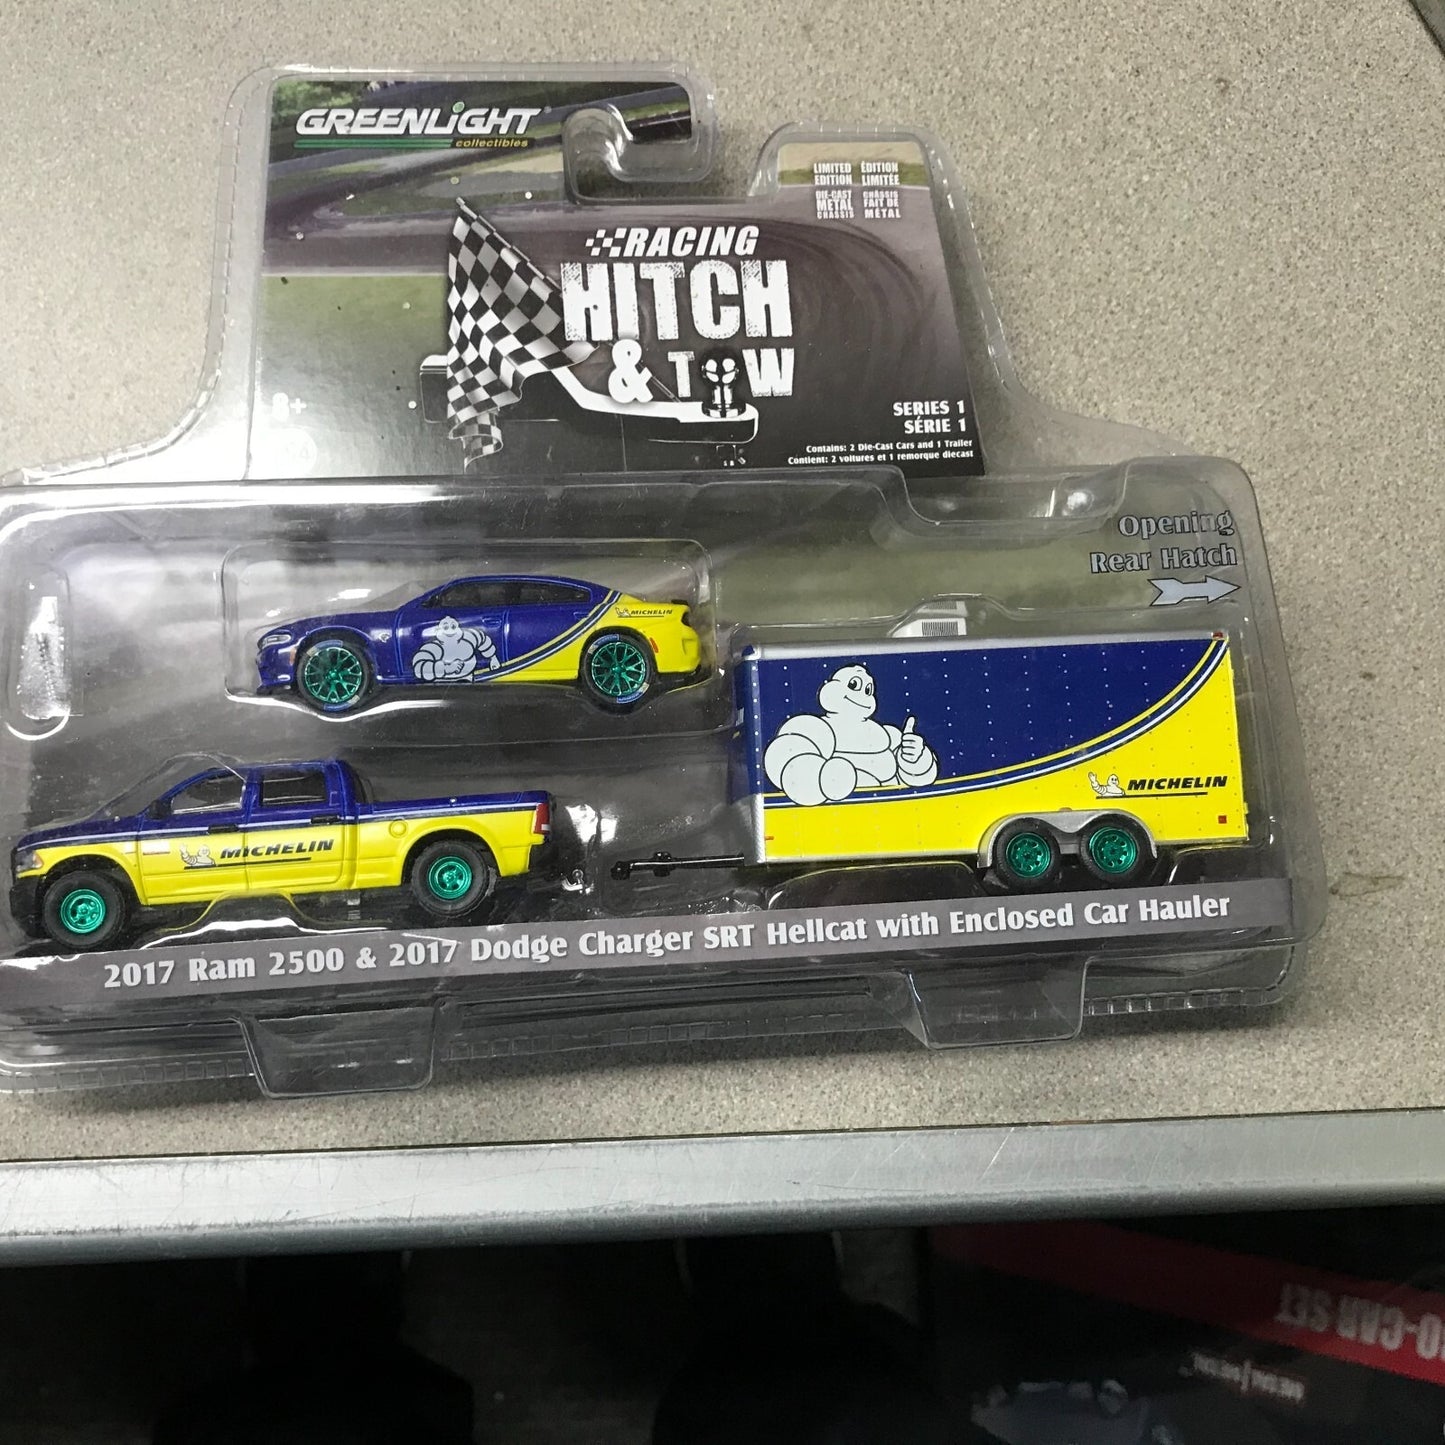 GREENLiGHT®
collectibles
LIMITED EDITION
ÉDITION LIMITÉE
DIE-CAST METAL CHASSIS
CHÂSSIS FAIT DE MÉTAL
RACING
HITCH
& TOW
8+
SERIES 1
SÉRIE 1
Contains: 2 Die-Cast Cars and 1 Trailer
Contient: 2 voitures et 1 remorque diecast
Opening
Rear Hatch
MICHELIN
MICHELIN
MICHELIN
2017 Ram 2500 & 2017 Dodge Charger SRT Hellcat with Enclosed Car Hauler
O-CAR SET